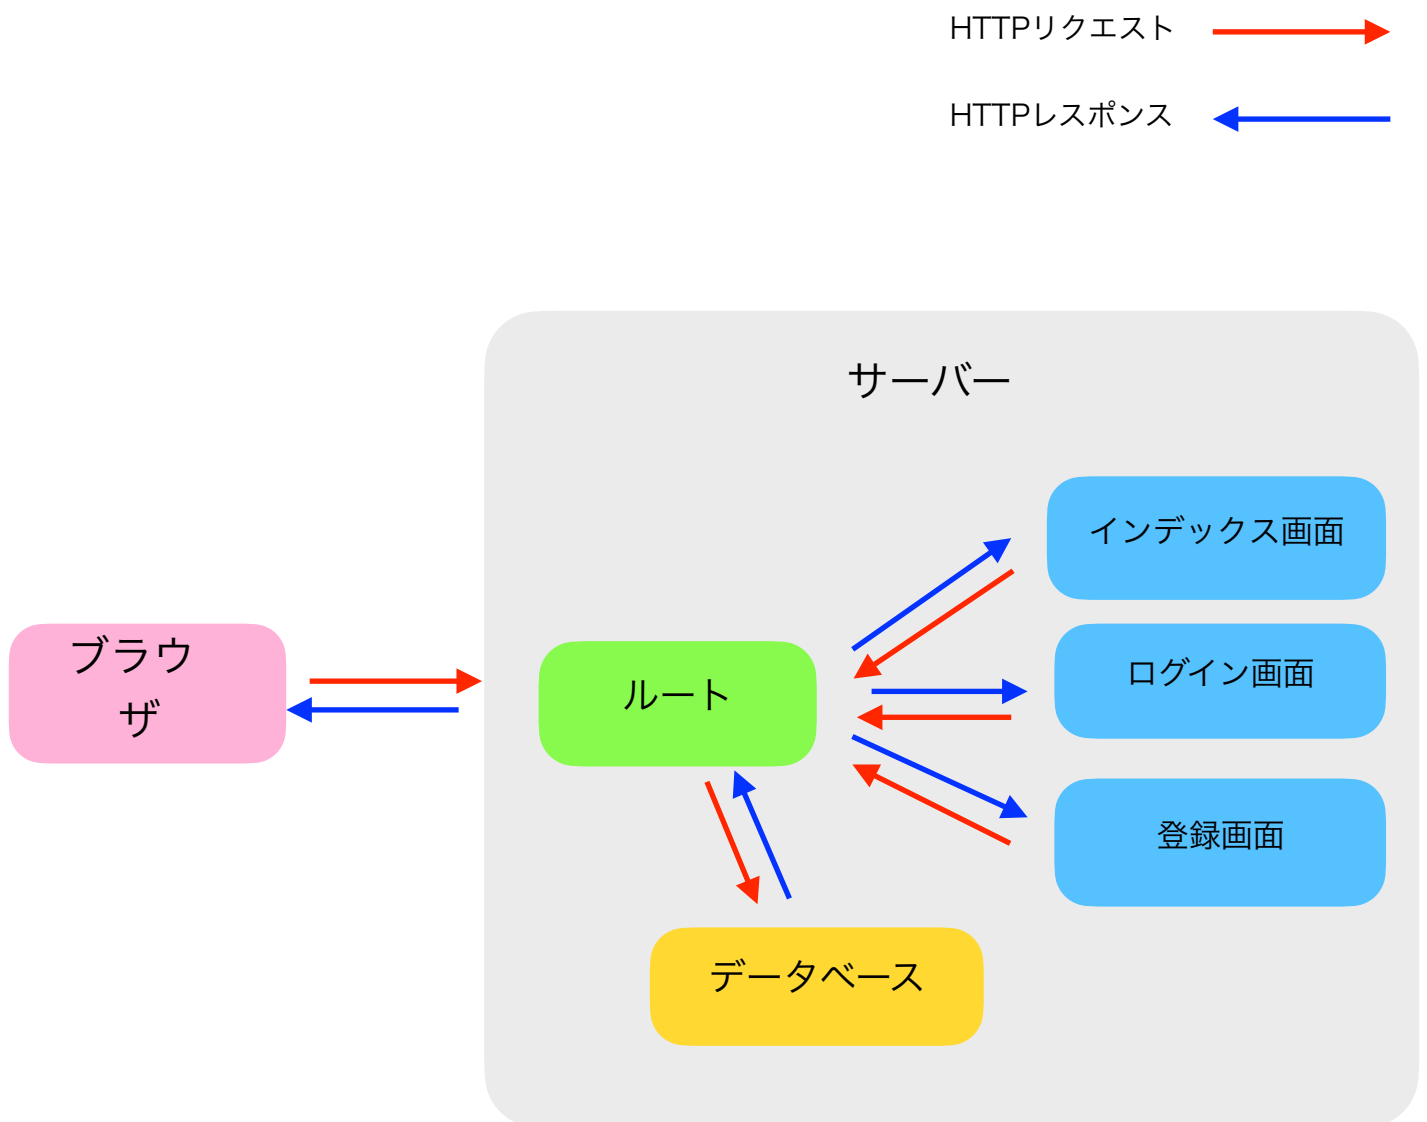 HTTPリクエスト
HTTPレスポンス
サーバー
インデックス画面
ブラウ
ザ
ルート
ログイン画面
登録画面
データベース